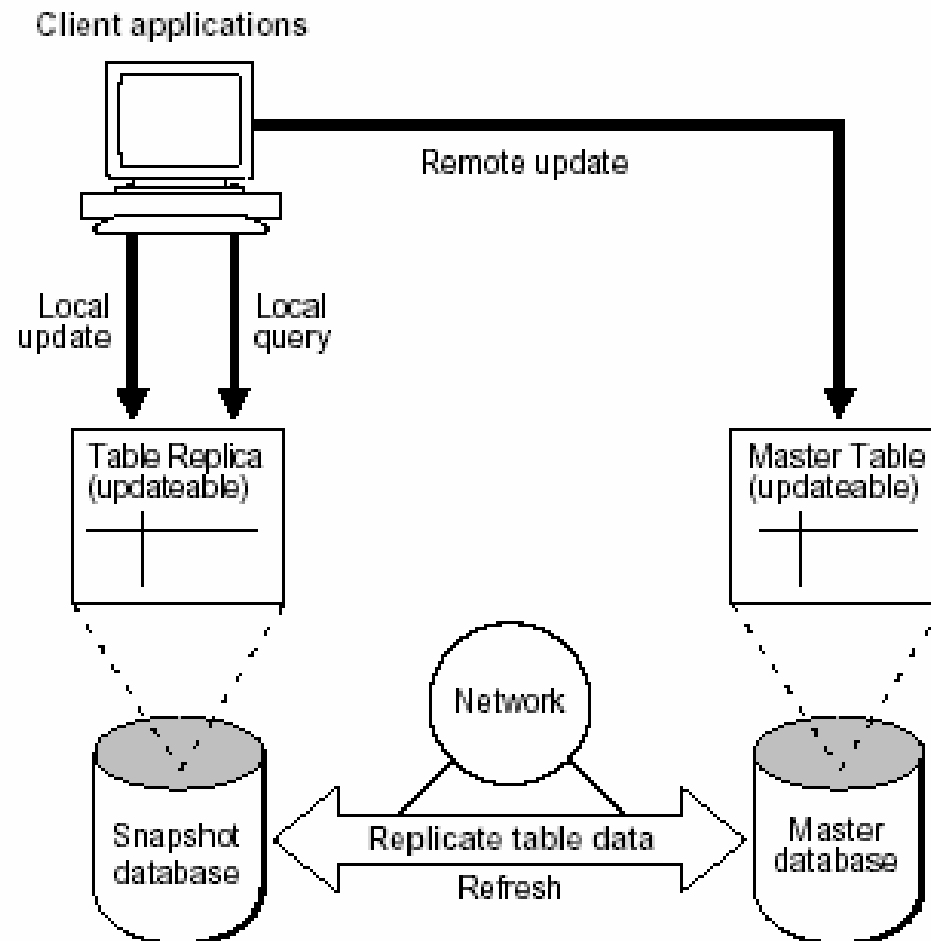 Client applications
Remote update
Local
update
Local
query
Table Replica
(updateable)
Master Table
(updateable)
Network
Snapshot
database
Replicate table data
Refresh
Master
database